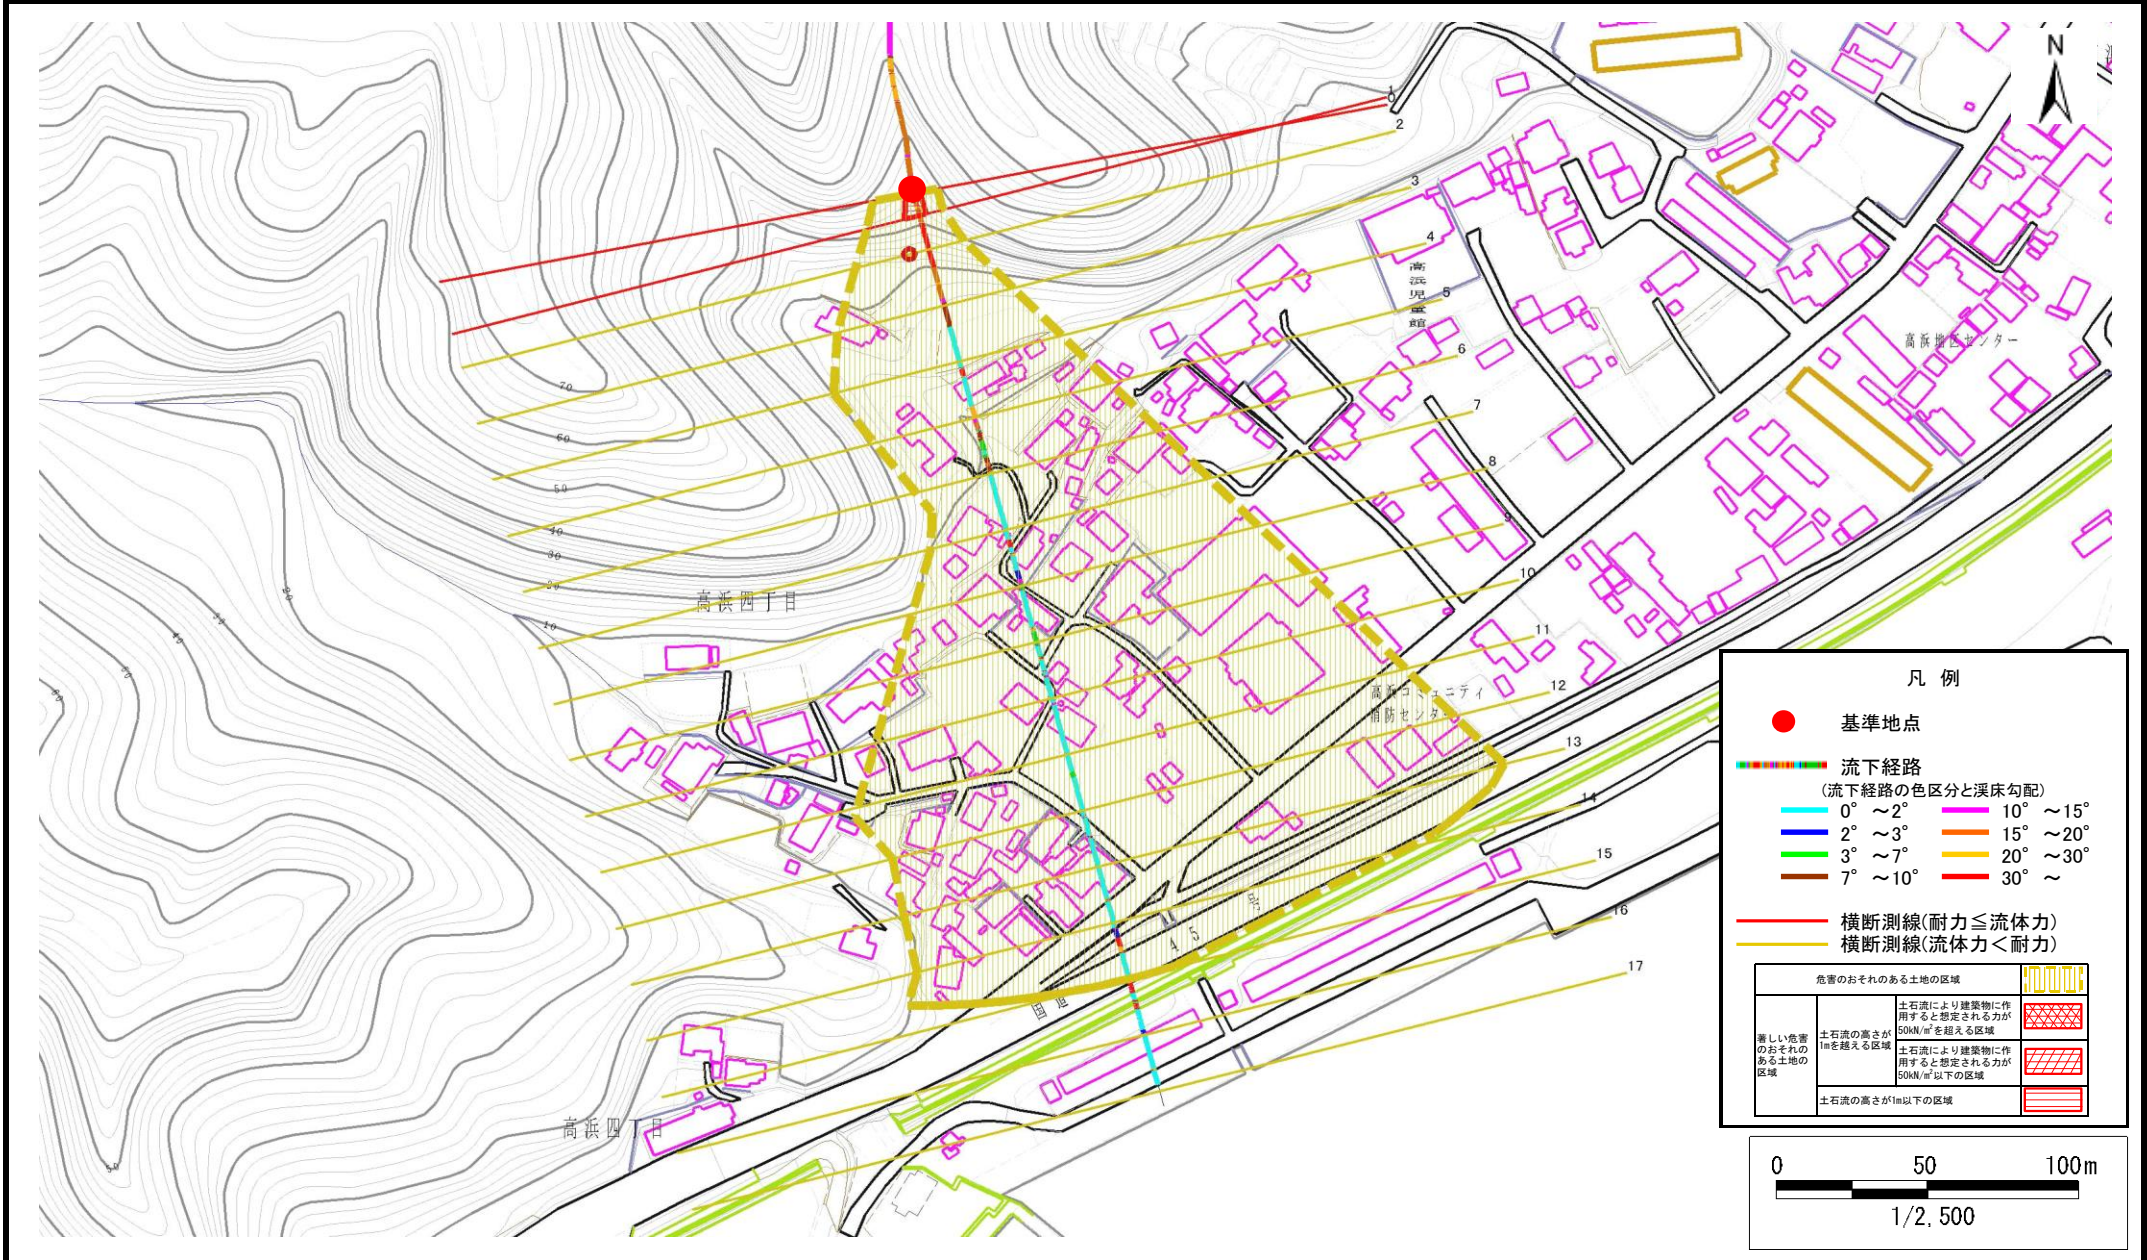 N
1
0
2
3
4
5
6
7
8
9
10
11
12
13
14
15
16
17
高浜児童館
高浜地区センター
高浜コミュニティ
消防センター
高浜四丁目
高浜四丁目
70
60
50
40
30
20
10
20
30
40
50
60
50
国道
45
号
凡 例
基準地点
流下経路
(流下経路の色区分と渓床勾配)
0° ~2°
10° ~15°
2° ~3°
15° ~20°
3° ~7°
20° ~30°
7° ~10°
30° ~
横断測線(耐力≦流体力)
横断測線(流体力<耐力)
危害のおそれのある土地の区域
著しい危害
のおそれの
ある土地の
区域
土石流の高さが
1mを越える区域
土石流により建築物に作
用すると想定される力が
50kN/㎡を超える区域
土石流により建築物に作
用すると想定される力が
50kN/㎡以下の区域
土石流の高さが1m以下の区域
0 50 100m
1/2,500